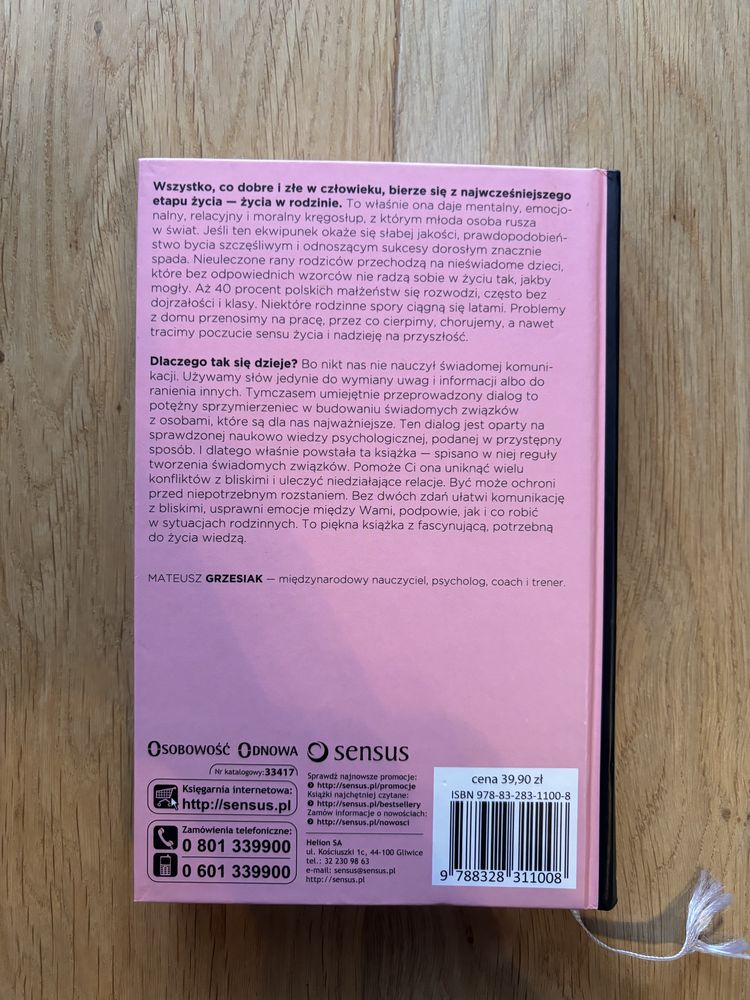 Wszystko, co dobre i złe w człowieku, bierze się z najwcześniejszego
etapu życia — życia w rodzinie. To właśnie ona daje mentalny, emocjo-
nalny, relacyjny i moralny kręgosłup, z którym młoda osoba rusza
w świat. Jeśli ten ekwipunek okaże się słabej jakości, prawdopodobień-
stwo bycia szczęśliwym i odnoszącym sukcesy dorosłym znacznie
spada. Nieuleczone rany rodziców przechodzą na nieświadome dzieci,
które bez odpowiednich wzorców nie radzą sobie w życiu tak, jakby
mogły. Aż 40 procent polskich małżeństw się rozwodzi, często bez
dojrzałości i klasy. Niektóre rodzinne spory ciągną się latami. Problemy
z domu przenosimy na pracę, przez co cierpimy, chorujemy, a nawet
tracimy poczucie sensu życia i nadzieję na przyszłość.
Dlaczego tak się dzieje? Bo nikt nas nie nauczył świadomej komuni-
kacji. Używamy słów jedynie do wymiany uwag i informacji albo do
ranienia innych. Tymczasem umiejętnie przeprowadzony dialog to
potężny sprzymierzeniec w budowaniu świadomych związków
z osobami, które są dla nas najważniejsze. Ten dialog jest oparty na
sprawdzonej naukowo wiedzy psychologicznej, podanej w przystępny
sposób. I dlatego właśnie powstała ta książka — spisano w niej reguły
tworzenia świadomych związków. Pomoże Ci ona uniknąć wielu
konfliktów z bliskimi i uleczyć niedziałające relacje. Być może ochroni
przed niepotrzebnym rozstaniem. Bez dwóch zdań ułatwi komunikację
z bliskimi, usprawni emocje między Wami, podpowie, jak i co robić
w sytuacjach rodzinnych. To piękna książka z fascynującą, potrzebną
do życia wiedzą.
MATEUSZ GRZESIAK — międzynarodowy nauczyciel, psycholog, coach i trener.
OSOBOWOŚĆ ODNOWA sensus
Nr katalogowy: 33417
Księgarnia internetowa:
http://sensus.pl
Zamówienia telefoniczne:
0 801 339900
0 601 339900
Sprawdź najnowsze promocje:
http://sensus.pl/promocje
Książki najchętniej czytane:
http://sensus.pl/bestsellery
Zamów informacje o nowościach:
http://sensus.pl/nowosci
Helion SA
ul. Kościuszki 1c, 44-100 Gliwice
tel.: 32 230 98 63
e-mail: sensus@sensus.pl
http://sensus.pl
cena 39,90 zł
ISBN 978-83-283-1100-8
9 788328 311008